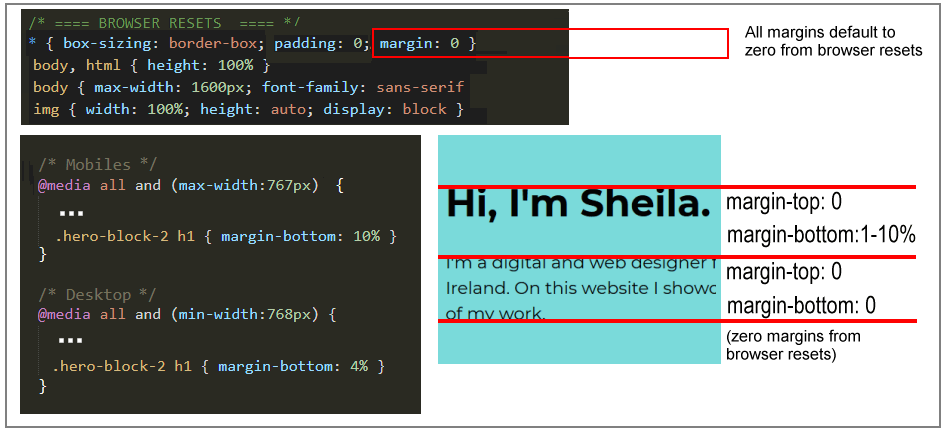 /* ==== BROWSER RESETS ==== */
* { box-sizing: border-box; padding: 0; margin: 0 }
body, html { height: 100% }
body { max-width: 1600px; font-family: sans-serif
img { width: 100%; height: auto; display: block }
All margins default to
zero from browser resets
/* Mobiles */
@media all and (max-width:767px) {
...
.hero-block-2 h1 { margin-bottom: 10% }
}
/* Desktop */
@media all and (min-width:768px) {
...
.hero-block-2 h1 { margin-bottom: 4% }
}
Hi, I'm Sheila.
I'm a digital and web designer f
Ireland. On this website I showc
of my work.
margin-top: 0
margin-bottom:1-10%
margin-top: 0
margin-bottom: 0
(zero margins from
browser resets)